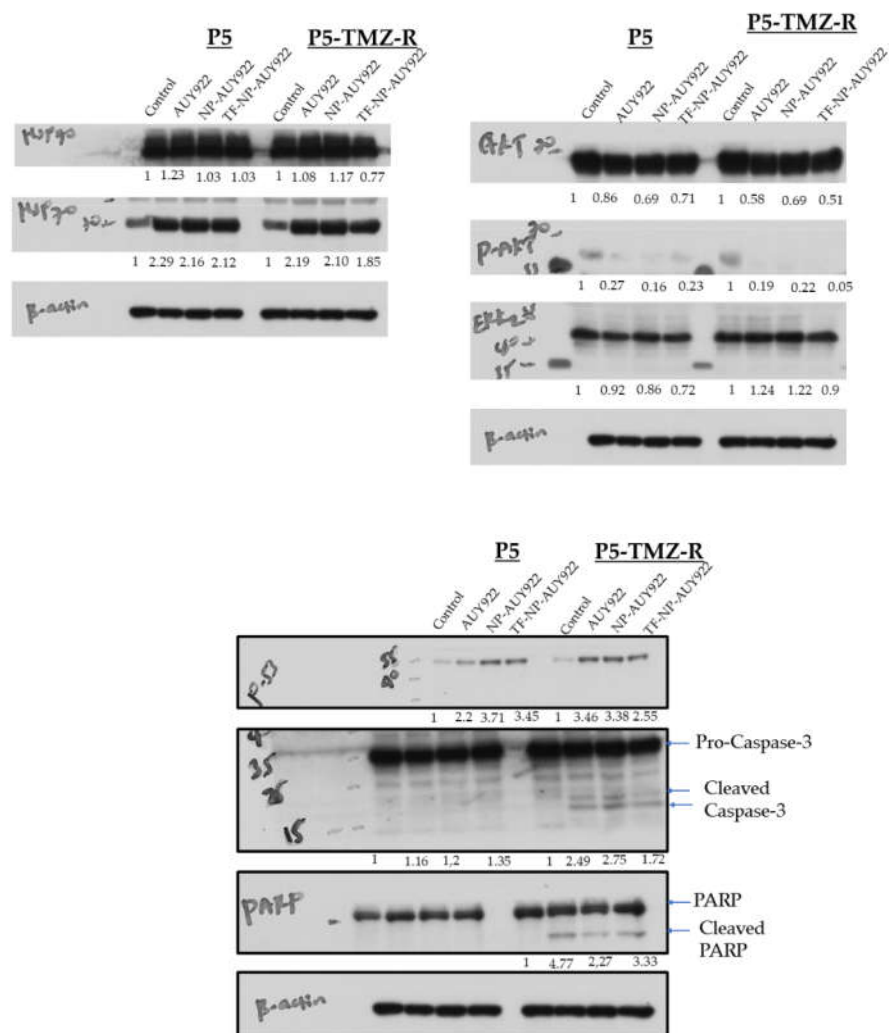 P5 P5-TMZ-R
Control AUY922 NP-AUY922 TF-NP-AUY922 Control AUY922 NP-AUY922 TF-NP-AUY922
1 1.23 1.03 1.03 1 1.08 1.17 0.77
1 2.29 2.16 2.12 1 2.19 2.10 1.85
β-actin
P5 P5-TMZ-R
Control AUY922 NP-AUY922 TF-NP-AUY922 Control AUY922 NP-AUY922 TF-NP-AUY922
1 0.86 0.69 0.71 1 0.58 0.69 0.51
P-AKT
1 0.27 0.16 0.23 1 0.19 0.22 0.05
1 0.92 0.86 0.72 1 1.24 1.22 0.9
β-actin
P5 P5-TMZ-R
Control AUY922 NP-AUY922 TF-NP-AUY922 Control AUY922 NP-AUY922 TF-NP-AUY922
P.53
1 2.2 3.71 3.45 1 3.46 3.38 2.55
Pro-Caspase-3
35
Cleaved
Caspase-3
15
1 1.16 1,2 1.35 1 2.49 2.75 1.72
PARP PARP
Cleaved
PARP
1 4.77 2,27 3.33
β-actin